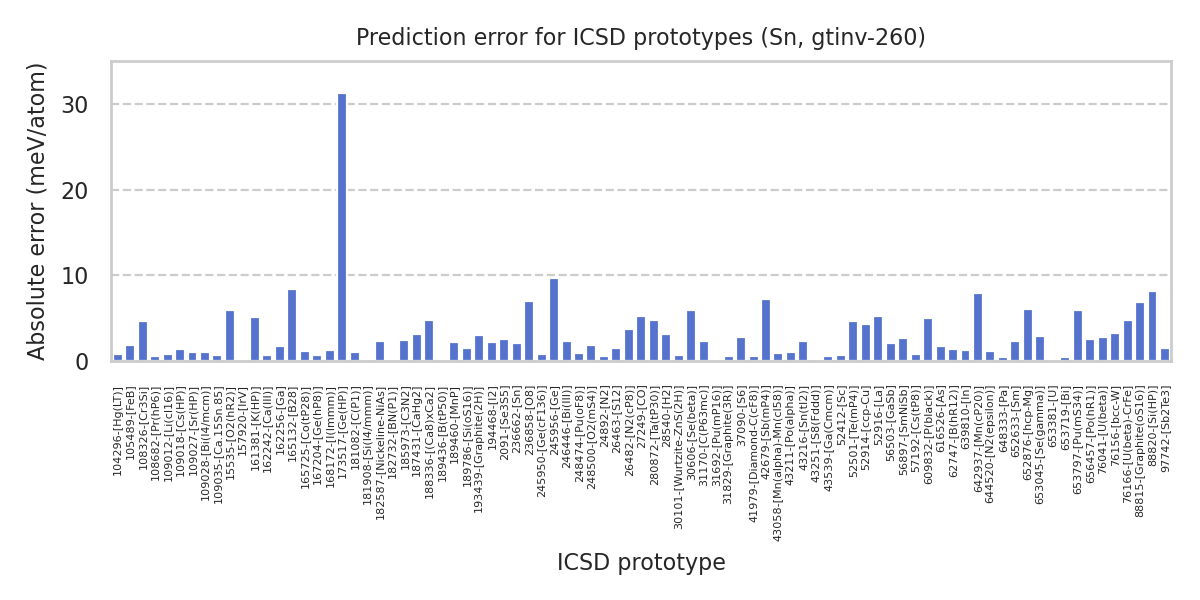 Prediction error for ICSD prototypes (Sn, gtinv-260)
Absolute error (meV/atom)
30
20
10
0
104296-[Hg(LT)]
105489-[FeB]
108326-[Cr3Si]
108682-[Pr(hP6)]
109012-[Li(cI16)]
109018-[Cs(HP)]
109027-[Sr(HP)]
109028-[Bi(I4/mcm)]
109035-[Ca.15Sn.85]
15535-[O2(hR2)]
157920-[IrV]
161381-[K(HP)]
162242-[Ca(III)]
162256-[Ga]
165132-[B28]
165725-[Co(tP28)]
167204-[Ge(hP8)]
168172-[I(Immm)]
173517-[Ge(HP)]
181082-[C(P1)]
181908-[Si(I4/mmm)]
182587-[Nickeline-NiAs]
182732-[BN(P1)]
185973-[C3N2]
187431-[CaHg2]
188336-[(Ca8)xCa2]
189436-[B(tP50)]
189460-[MnP]
189786-[Si(oS16)]
193439-[Graphite(2H)]
194468-[I2]
2091-[Se3S5]
236662-[Sn]
236858-[O8]
245950-[Ge(cF136)]
245956-[Ge]
246446-[Bi(III)]
248474-[Pu(oF8)]
248500-[O2(mS4)]
24892-[N2]
26463-[S12]
26482-[N2(cP8)]
27249-[CO]
280872-[Ta(tP30)]
28540-[H2]
30101-[Wurtzite-ZnS(2H)]
30606-[Se(beta)]
31170-[C(P63mc)]
31692-[Pu(mP16)]
31829-[Graphite(3R)]
37090-[S6]
41979-[Diamond-C(cF8)]
42679-[Sb(mP4)]
43058-[Mn(alpha)-Mn(cI58)]
43211-[Po(alpha)]
43216-[Sn(tI2)]
43251-[S8(Fddd)]
43539-[Ga(Cmcm)]
52412-[Sc]
52501-[Te(mP4)]
52914-[ccp-Cu]
52916-[La]
56503-[GaSb]
56897-[SmNiSb]
57192-[Cs(tP8)]
609832-[P(black)]
616526-[As]
62747-[B(hR12)]
639810-[In]
642937-[Mn(cP20)]
644520-[N2(epsilon)]
648333-[Pa]
652633-[Sm]
652876-[hcp-Mg]
653045-[Se(gamma)]
653381-[U]
653719-[Bi]
653797-[Pu(mS34)]
656457-[Po(hR1)]
76041-[U(beta)]
76156-[bcc-W]
76166-[U(beta)-CrFe]
88815-[Graphite(oS16)]
88820-[Si(HP)]
97742-[Sb2Te3]
ICSD prototype